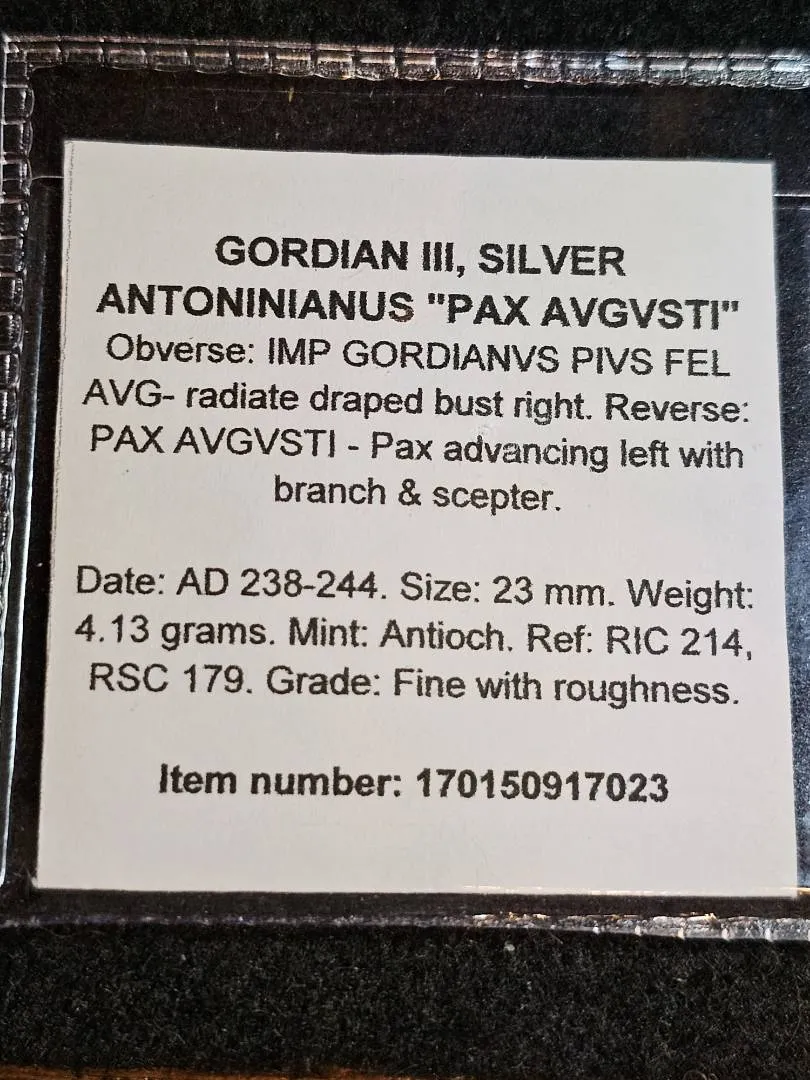 GORDIAN III, SILVER
ANTONINIANUS "PAX AVGVSTI"
Obverse: IMP GORDIANVS PIVS FEL
AVG- radiate draped bust right. Reverse:
PAX AVGVSTI - Pax advancing left with
branch & scepter.
Date: AD 238-244. Size: 23 mm. Weight:
4.13 grams. Mint: Antioch. Ref: RIC 214,
RSC 179. Grade: Fine with roughness.
Item number: 170150917023